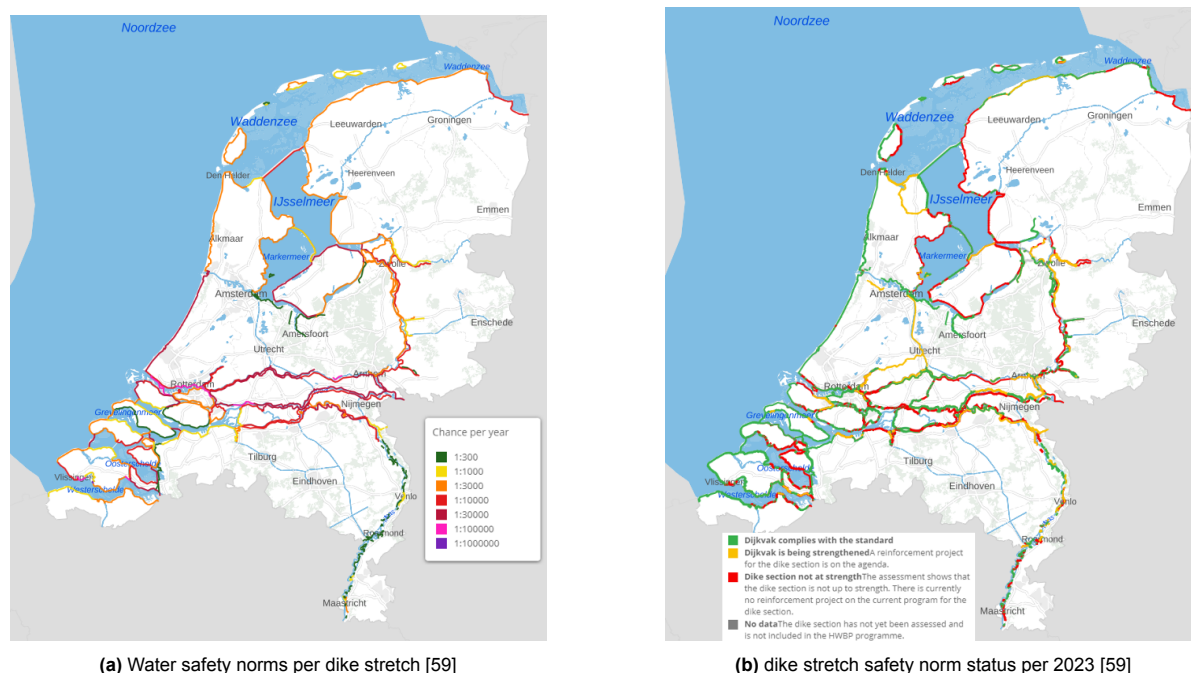 Noordzee
Waddenzee
Waddenzee
Leeuwarden
Groningen
Den Helder
Heerenveen
IJsselmeer
Emmen
Alkmaar
Markermeer
Zwolle
Amsterdam
Enschede
Amersfoort
Utrecht
Rotterdam
Arnhem
Nijmegen
Grevelingenmeer
Oosterschelde
Tilburg
Vlissingen
Westerschelde
Eindhoven
Venlo
Roermond
Maastricht
Chance per year
1:300
1:1000
1:3000
1:10000
1:30000
1:100000
1:1000000
(a) Water safety norms per dike stretch [59]
Noordzee
Waddenzee
Waddenzee
Leeuwarden
Groningen
Den Helder
Heerenveen
IJsselmeer
Emmen
Alkmaar
Markermeer
Zwolle
Amsterdam
Enschede
Amersfoort
Utrecht
Rotterdam
Arnhem
Nijmegen
Grevelingenmeer
Oosterschelde
Tilburg
Vlissingen
Westerschelde
Eindhoven
Venlo
Roermond
Maastricht
Dijkvak complies with the standard
Dijkvak is being strengthenedA reinforcement project
for the dike section is on the agenda.
Dike section not at strengthThe assessment shows that
the dike section is not up to strength. There is currently
no reinforcement project on the current program for the
dike section.
No dataThe dike section has not yet been assessed and
is not included in the HWBP programme.
(b) dike stretch safety norm status per 2023 [59]